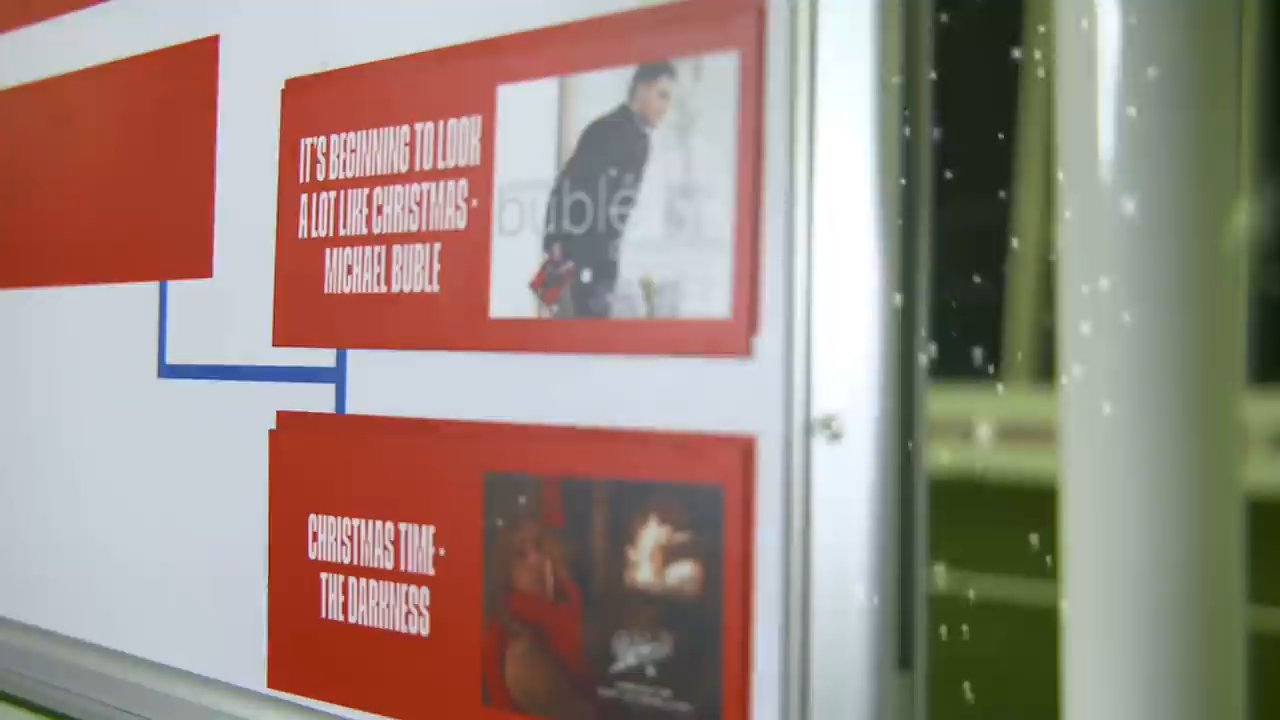 IT'S BEGINNING TO LOOK
A LOT LIKE CHRISTMAS -
MICHAEL BUBLE
bublé
CHRISTMAS TIME -
THE DARKNESS